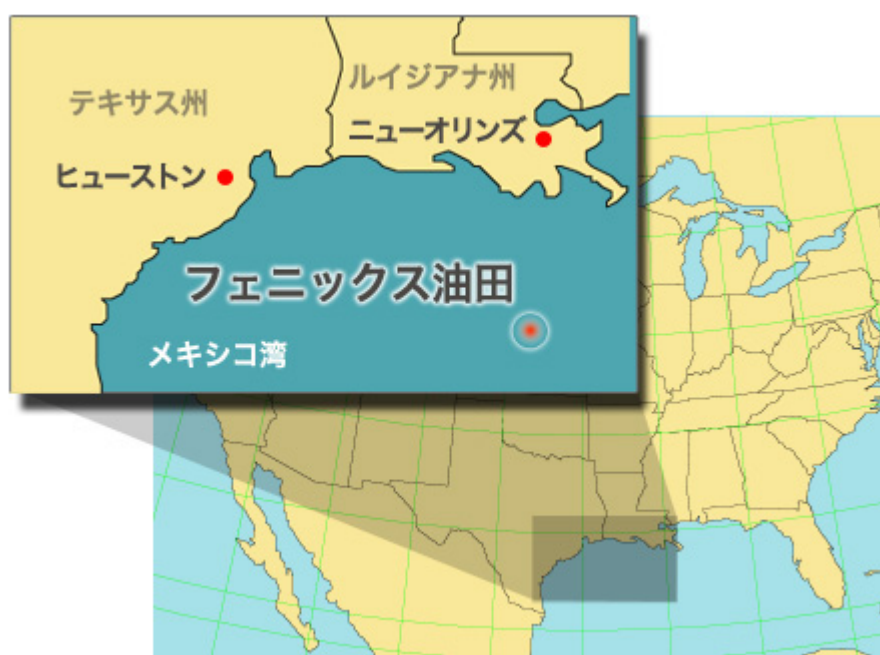 ルイジアナ州
テキサス州
ニューオリンズ
ヒューストン
フェニックス油田
メキシコ湾